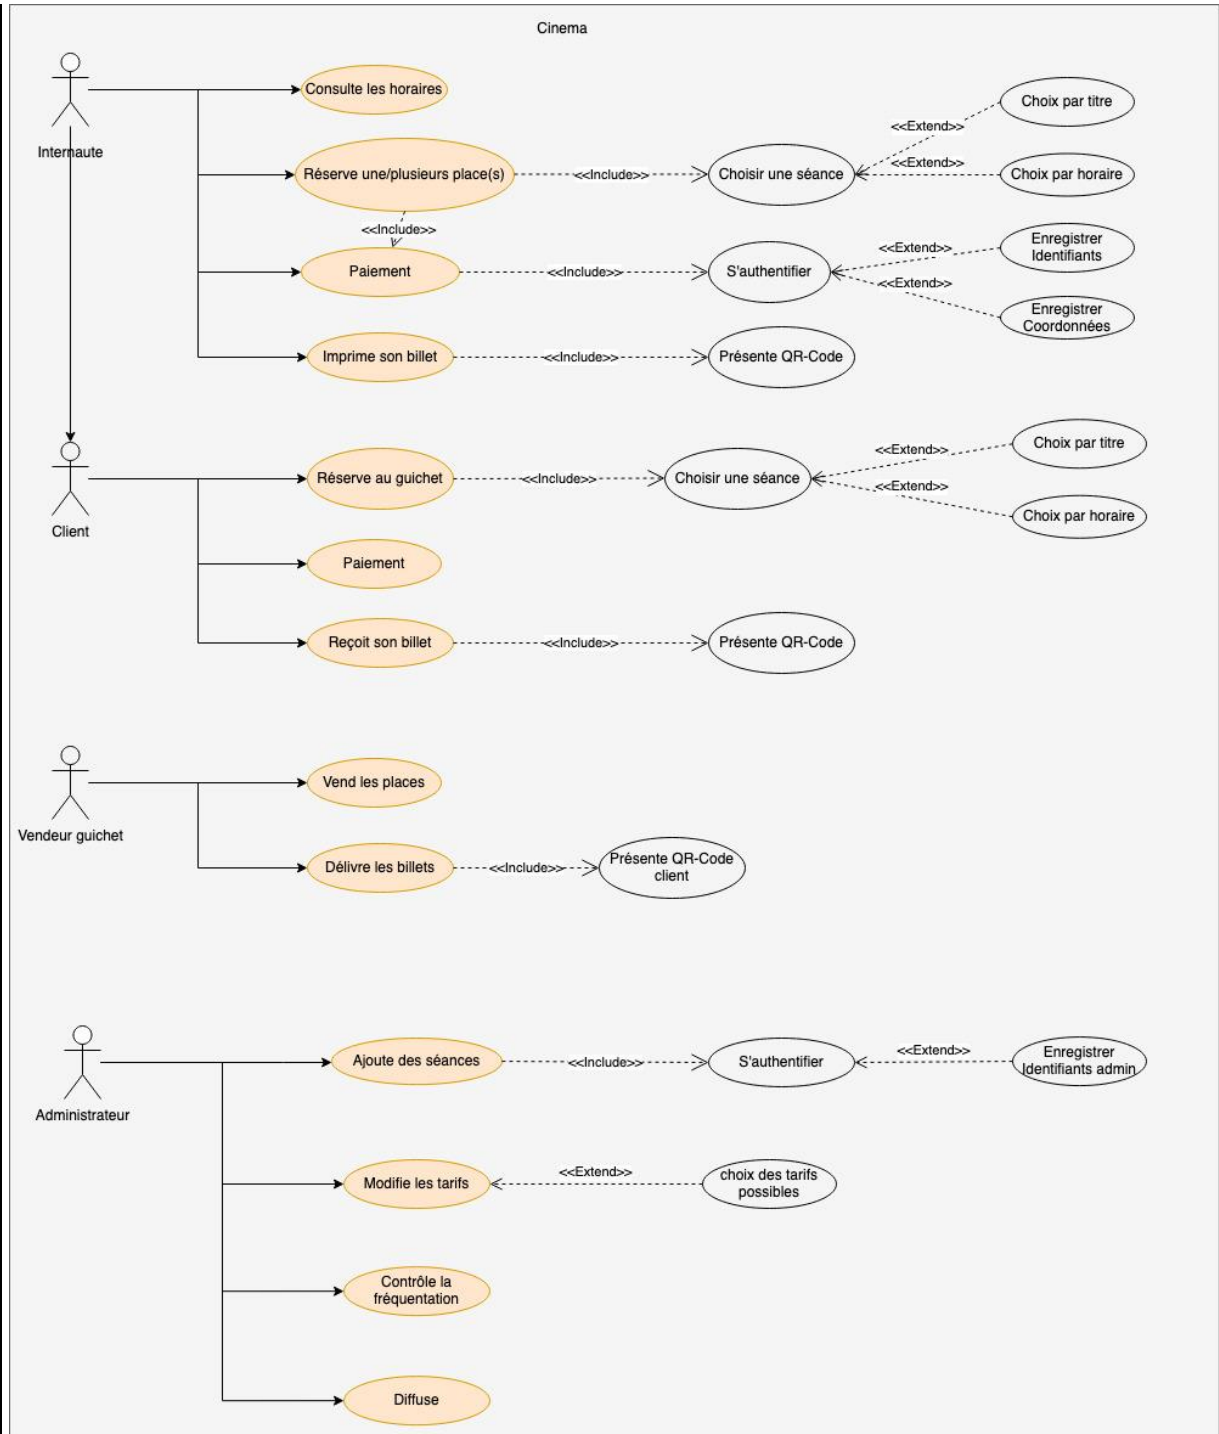 Cinema
Internaute
Consulte les horaires
Réserve une/plusieurs place(s)
<<Include>>
Choisir une séance
<<Extend>>
Choix par titre
<<Extend>>
Choix par horaire
<<Include>>
Paiement
<<Include>>
S'authentifier
<<Extend>>
Enregistrer
Identifiants
<<Extend>>
Enregistrer
Coordonnées
Imprime son billet
<<Include>>
Présente QR-Code
Client
Réserve au guichet
<<Include>>
Choisir une séance
<<Extend>>
Choix par titre
<<Extend>>
Choix par horaire
Paiement
Reçoit son billet
<<Include>>
Présente QR-Code
Vendeur guichet
Vend les places
Délivre les billets
<<Include>>
Présente QR-Code
client
Administrateur
Ajoute des séances
<<Include>>
S'authentifier
<<Extend>>
Enregistrer
Identifiants admin
Modifie les tarifs
<<Extend>>
choix des tarifs
possibles
Contrôle la
fréquentation
Diffuse